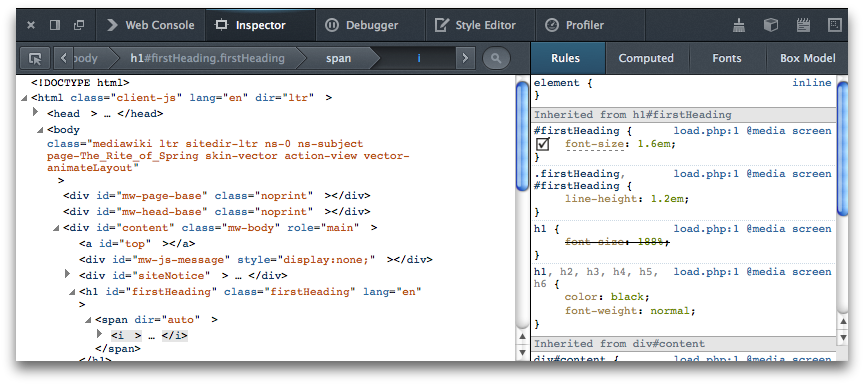 Web Console Inspector Debugger Style Editor Profiler
body h1#firstHeading.firstHeading span i
Rules Computed Fonts Box Model
<!DOCTYPE html>
<html class="client-js" lang="en" dir="ltr" >
<head > … </head>
<body
class="mediawiki ltr sitedir-ltr ns-0 ns-subject
page-The_Rite_of_Spring skin-vector action-view vector-
animateLayout"
>
<div id="mw-page-base" class="noprint" ></div>
<div id="mw-head-base" class="noprint" ></div>
<div id="content" class="mw-body" role="main" >
<a id="top" ></a>
<div id="mw-js-message" style="display:none;" ></div>
<div id="siteNotice" > … </div>
<h1 id="firstHeading" class="firstHeading" lang="en"
>
<span dir="auto" >
<i > … </i>
</span>
</h1>
element { inline
}
Inherited from h1#firstHeading
#firstHeading { load.php:1 @media screen
font-size: 1.6em;
}
.firstHeading, load.php:1 @media screen
#firstHeading {
line-height: 1.2em;
}
h1 { load.php:1 @media screen
font-size: 188%;
}
h1, h2, h3, h4, h5, load.php:1 @media screen
h6 {
color: black;
font-weight: normal;
}
Inherited from div#content
div#content { load.php:1 @media screen